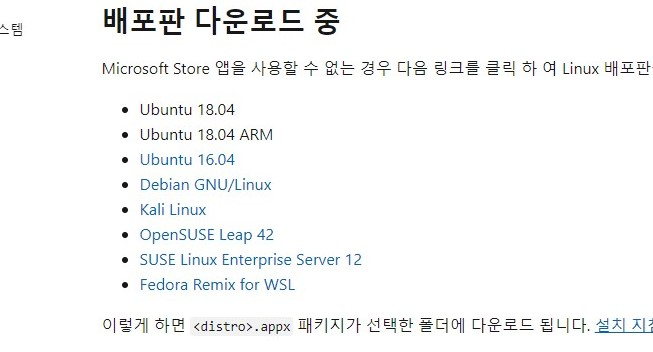 배포판 다운로드 중
스템
Microsoft Store 앱을 사용할 수 없는 경우 다음 링크를 클릭 하 여 Linux 배포판
Ubuntu 18.04
Ubuntu 18.04 ARM
Ubuntu 16.04
Debian GNU/Linux
Kali Linux
OpenSUSE Leap 42
SUSE Linux Enterprise Server 12
Fedora Remix for WSL
이렇게 하면 <distro>.appx 패키지가 선택한 폴더에 다운로드 됩니다. 설치 지